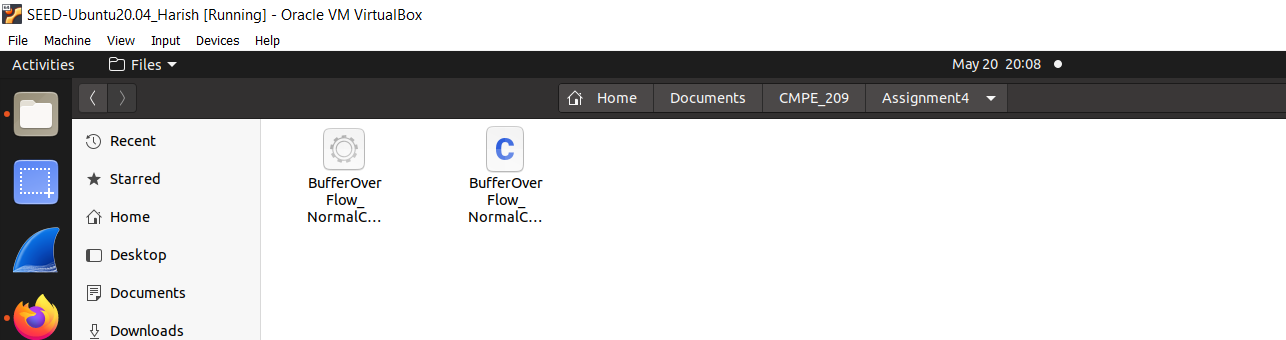 SEED-Ubuntu20.04_Harish [Running] - Oracle VM VirtualBox
File Machine View Input Devices Help
Activities Files May 20 20:08
Home Documents CMPE_209 Assignment4
Recent
Starred
Home
Desktop
Documents
Downloads
BufferOver
Flow_
NormalC...
C
BufferOver
Flow_
NormalC...